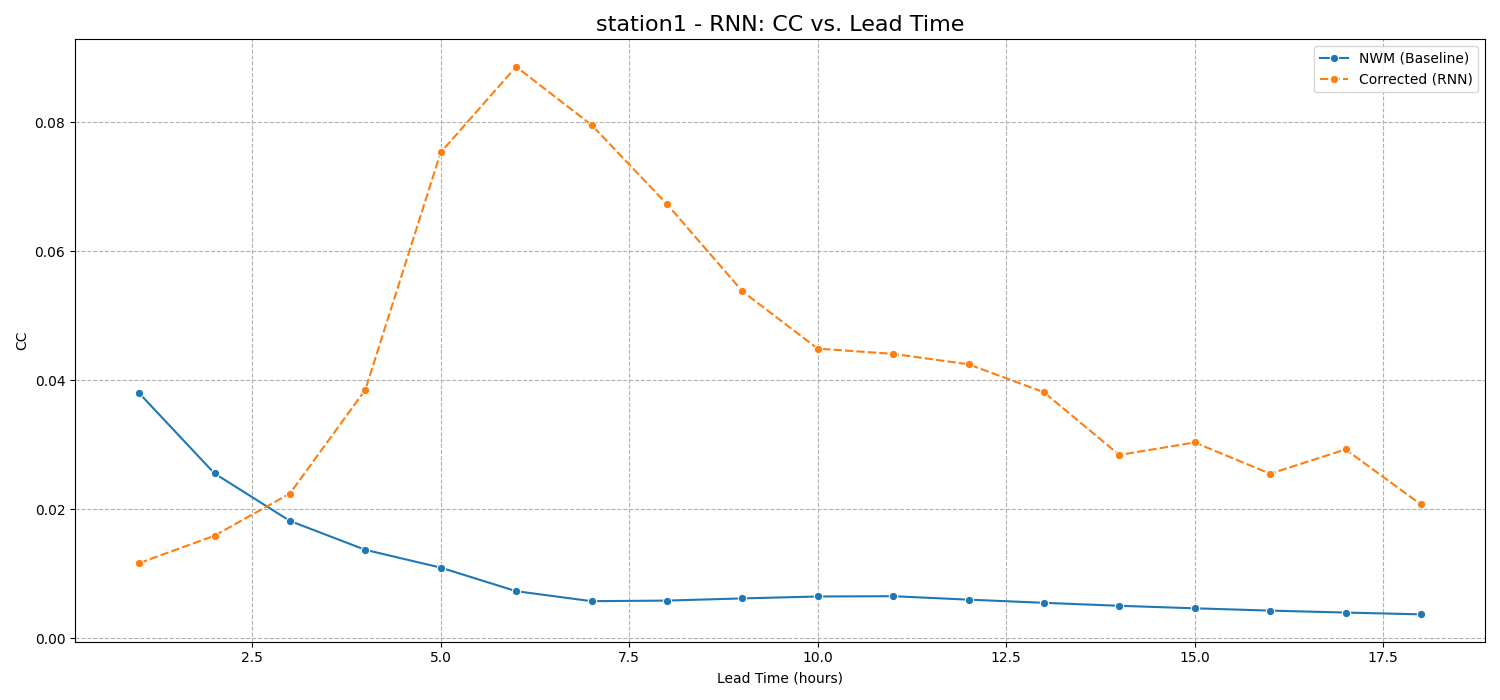 station1 - RNN: CC vs. Lead Time
NWM (Baseline)
Corrected (RNN)
CC
0.08
0.06
0.04
0.02
0.00
2.5 5.0 7.5 10.0 12.5 15.0 17.5
Lead Time (hours)